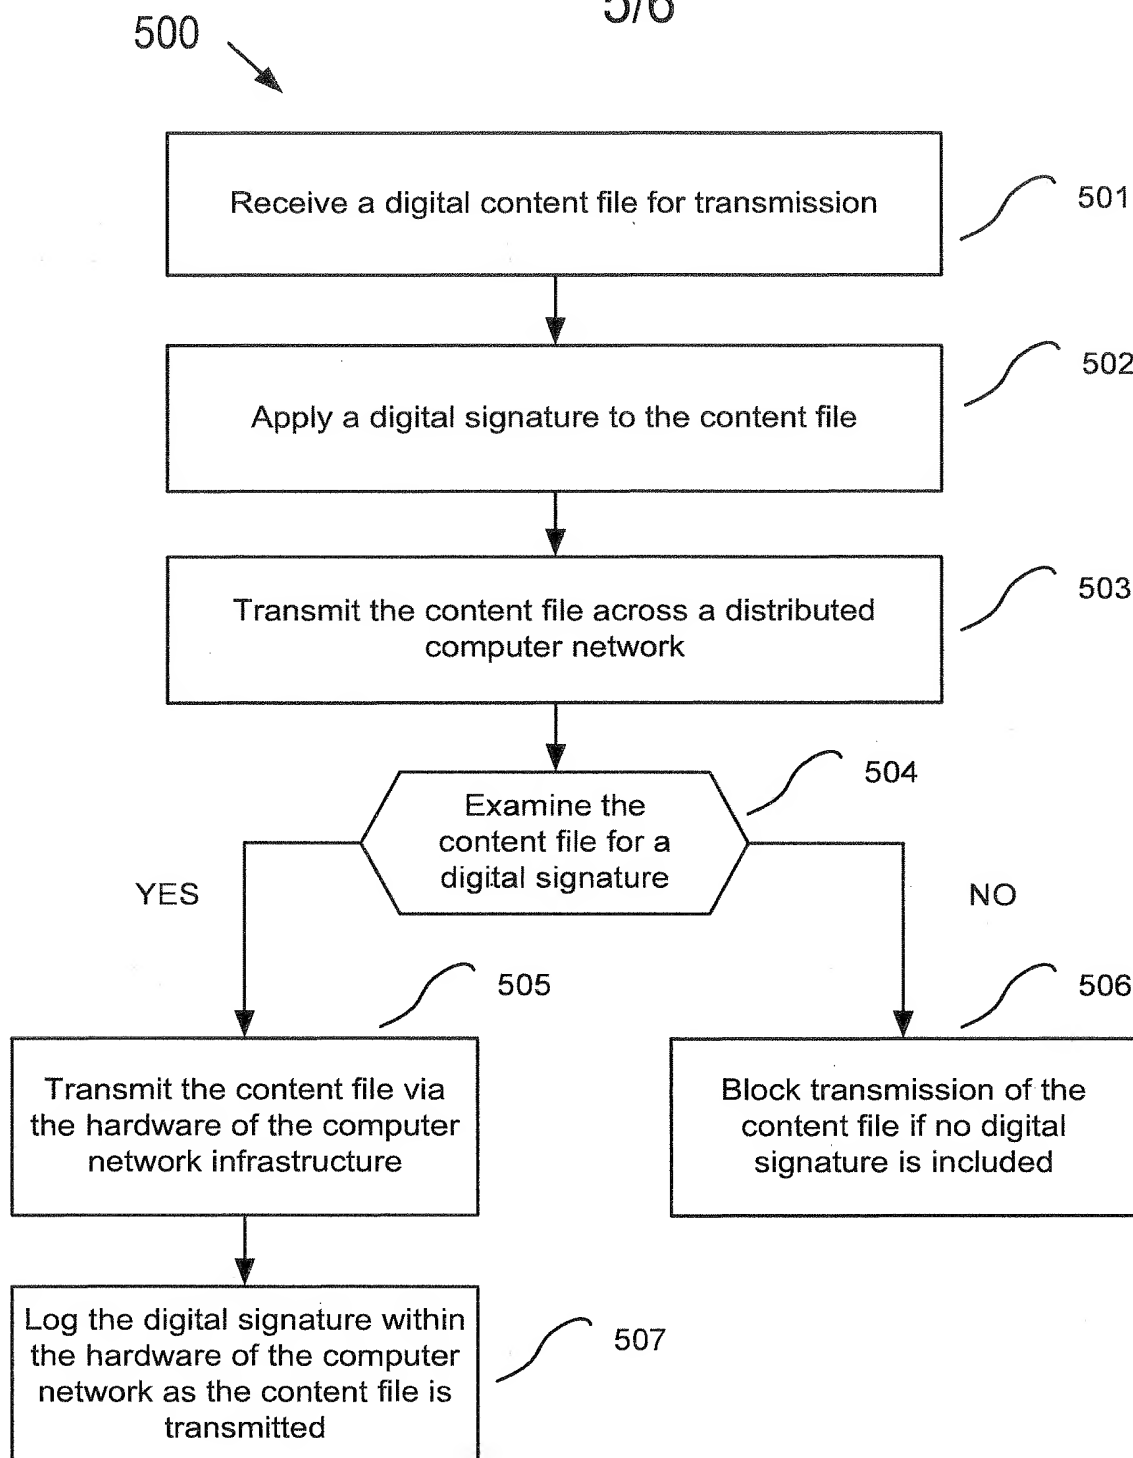 5/6
500
Receive a digital content file for transmission
501
Apply a digital signature to the content file
502
Transmit the content file across a distributed
computer network
503
Examine the
content file for a
digital signature
504
YES
NO
505
506
Transmit the content file via
the hardware of the computer
network infrastructure
Block transmission of the
content file if no digital
signature is included
Log the digital signature within
the hardware of the computer
network as the content file is
transmitted
507